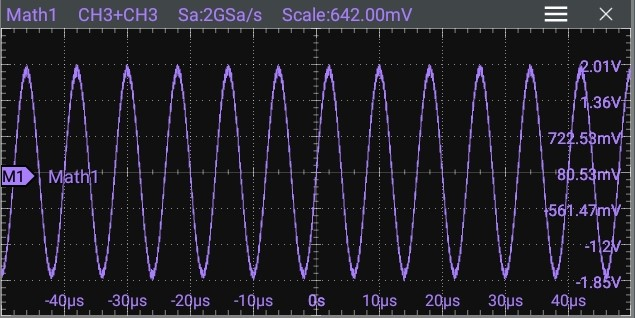 Math1 CH3+CH3 Sa:2GSa/s Scale:642.00mV
2.01V
1.36V
722.53mV
M1 Math1 80.53mV
-561.47mV
-1.2V
-1.85V
-40µs -30µs -20µs -10µs 0s 10µs 20µs 30µs 40µs